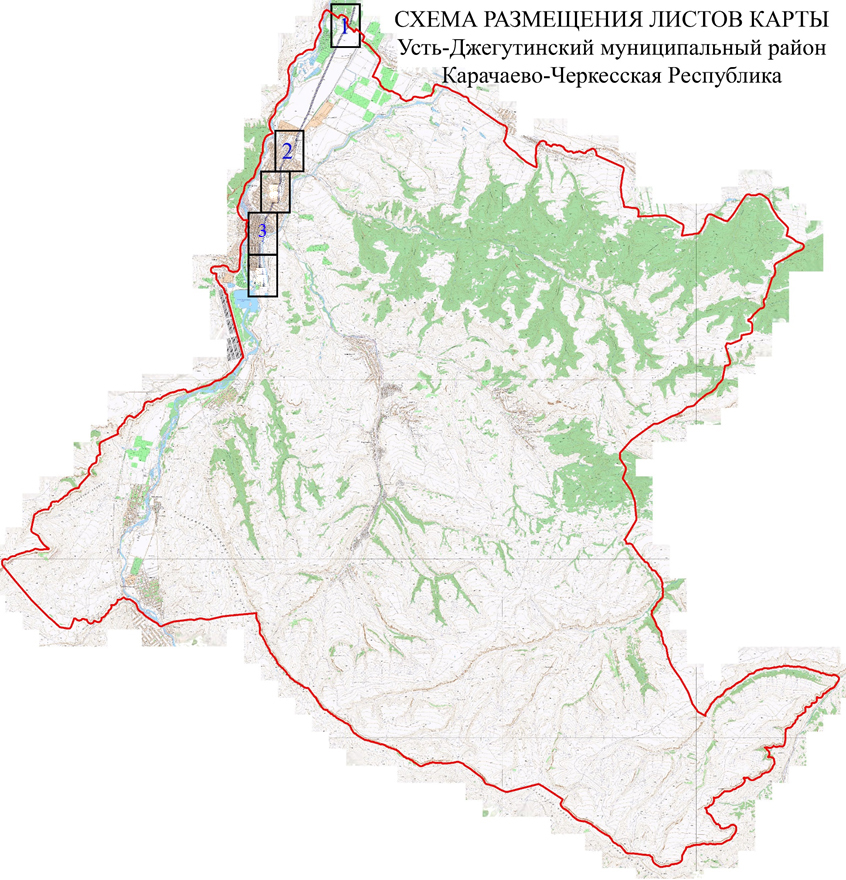 СХЕМА РАЗМЕЩЕНИЯ ЛИСТОВ КАРТЫ
Усть-Джегутинский муниципальный район
Карачаево-Черкесская Республика
1
2
3